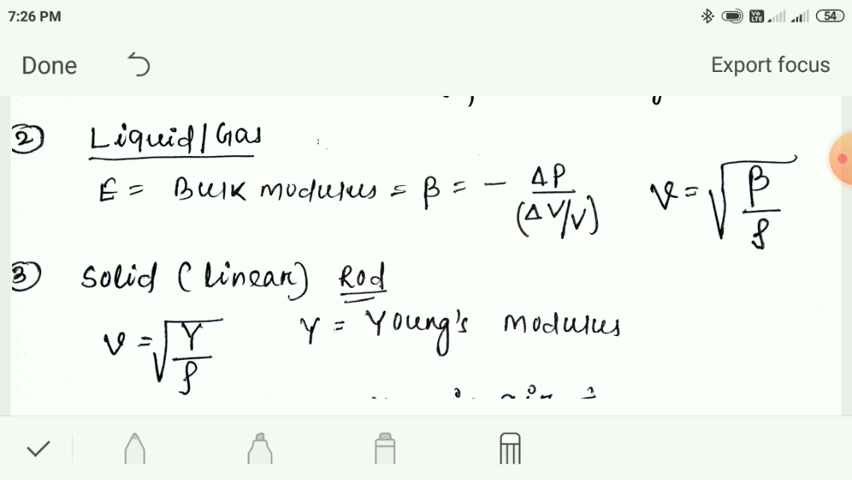 7:26 PM
54
Done
Export focus
② Liquid/Gas
E = Bulk modulus = β = - ΔP/(ΔV/V) v = √(β/ρ)
③ Solid (linear) Rod
v = √(Y/ρ) Y = Young's modulus